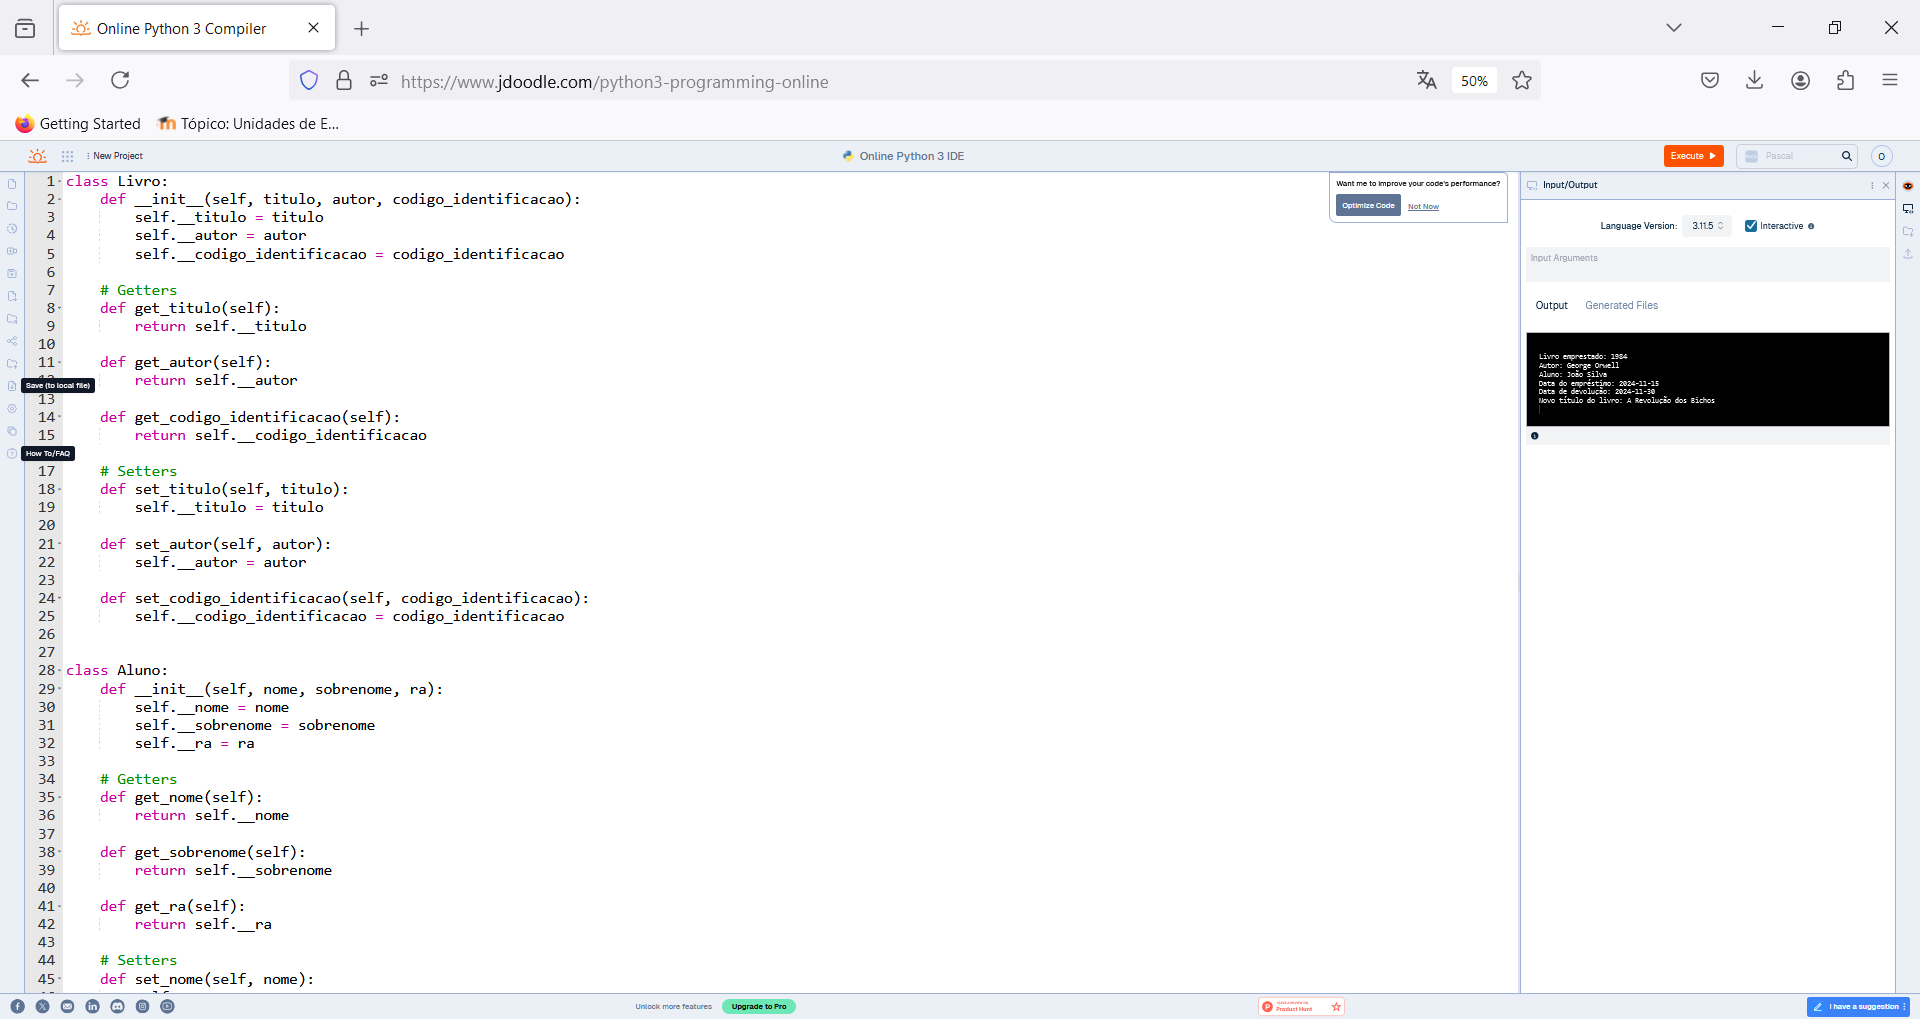 Online Python 3 Compiler
https://www.jdoodle.com/python3-programming-online
50%
Getting Started
Tópico: Unidades de E...
New Project
Online Python 3 IDE
Execute
Pascal
O
1 class Livro:
2 def __init__(self, titulo, autor, codigo_identificacao):
3 self.__titulo = titulo
4 self.__autor = autor
5 self.__codigo_identificacao = codigo_identificacao
6
7 # Getters
8 def get_titulo(self):
9 return self.__titulo
10
11 def get_autor(self):
return self.__autor
Save (to local file)
13
14 def get_codigo_identificacao(self):
15 return self.__codigo_identificacao
How To/FAQ
17 # Setters
18 def set_titulo(self, titulo):
19 self.__titulo = titulo
20
21 def set_autor(self, autor):
22 self.__autor = autor
23
24 def set_codigo_identificacao(self, codigo_identificacao):
25 self.__codigo_identificacao = codigo_identificacao
26
27
28 class Aluno:
29 def __init__(self, nome, sobrenome, ra):
30 self.__nome = nome
31 self.__sobrenome = sobrenome
32 self.__ra = ra
33
34 # Getters
35 def get_nome(self):
36 return self.__nome
37
38 def get_sobrenome(self):
39 return self.__sobrenome
40
41 def get_ra(self):
42 return self.__ra
43
44 # Setters
45 def set_nome(self, nome):
Want me to improve your code's performance?
Optimize Code
Not Now
Input/Output
Language Version: 3.11.5
Interactive
Input Arguments
Output
Generated Files
Livro emprestado: 1984
Autor: George Orwell
Aluno: João Silva
Data do empréstimo: 2024-11-15
Data de devolução: 2024-11-30
Novo título do livro: A Revolução dos Bichos
Unlock more features
Upgrade to Pro
Product Hunt
I have a suggestion